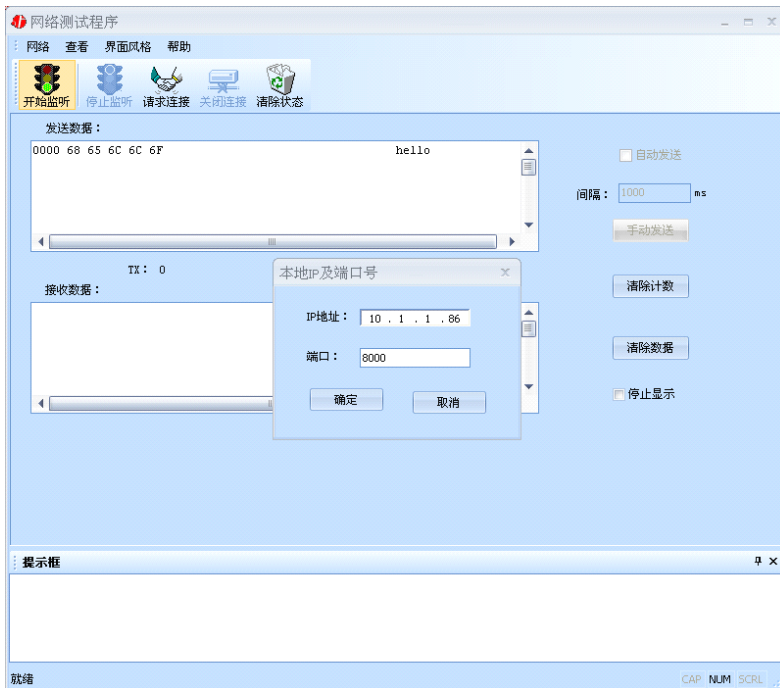 网络测试程序
网络 查看 界面风格 帮助
开始监听 停止监听 请求连接 关闭连接 清除状态
发送数据：
0000 68 65 6C 6C 6F hello
自动发送
间隔： 1000 ms
手动发送
TX： 0
接收数据：
清除计数
清除数据
停止显示
本地IP及端口号
IP地址： 10 . 1 . 1 . 86
端口： 8000
确定 取消
提示框
就绪 CAP NUM SCRL